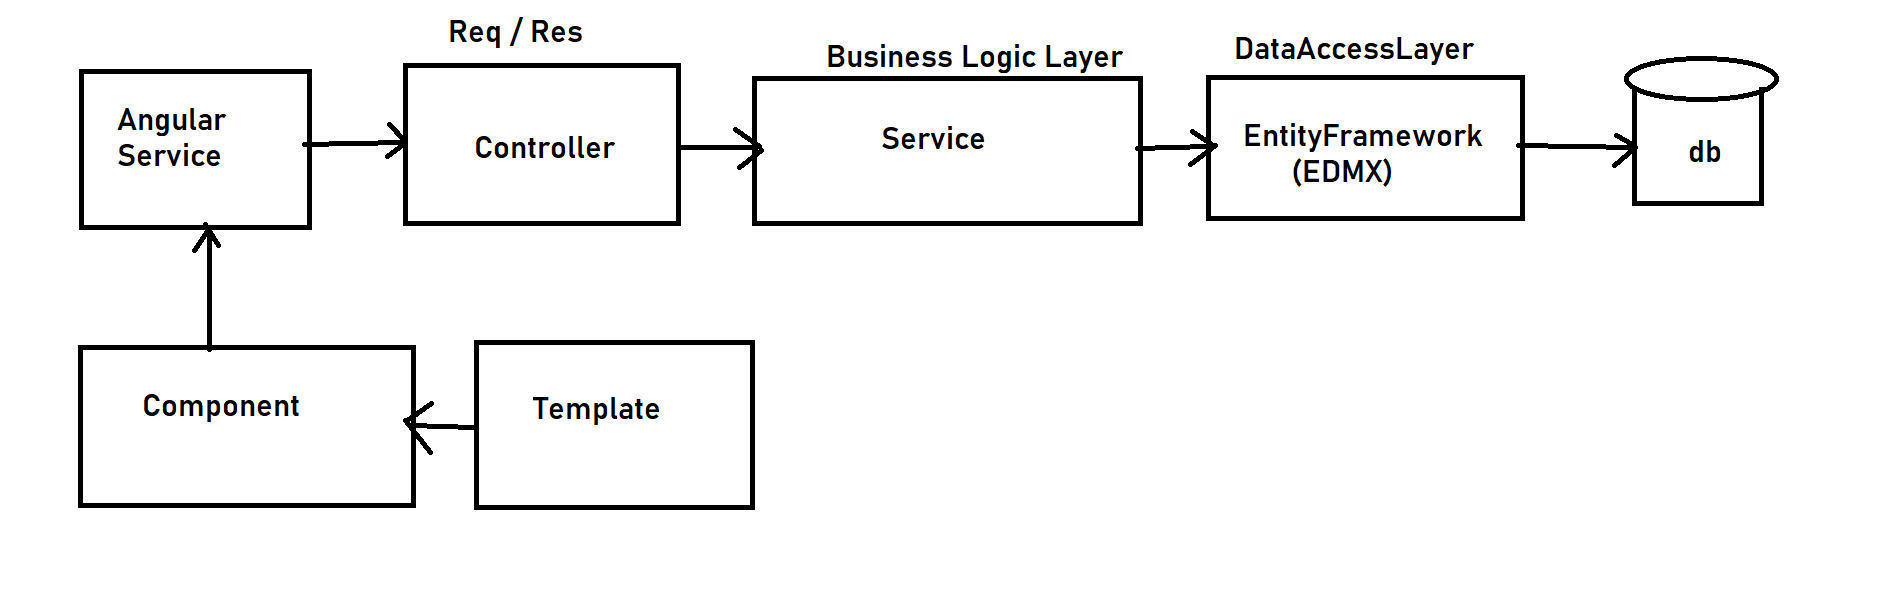 Req / Res
Business Logic Layer
DataAccessLayer
Angular
Service
Controller
Service
EntityFramework
(EDMX)
db
Component
Template